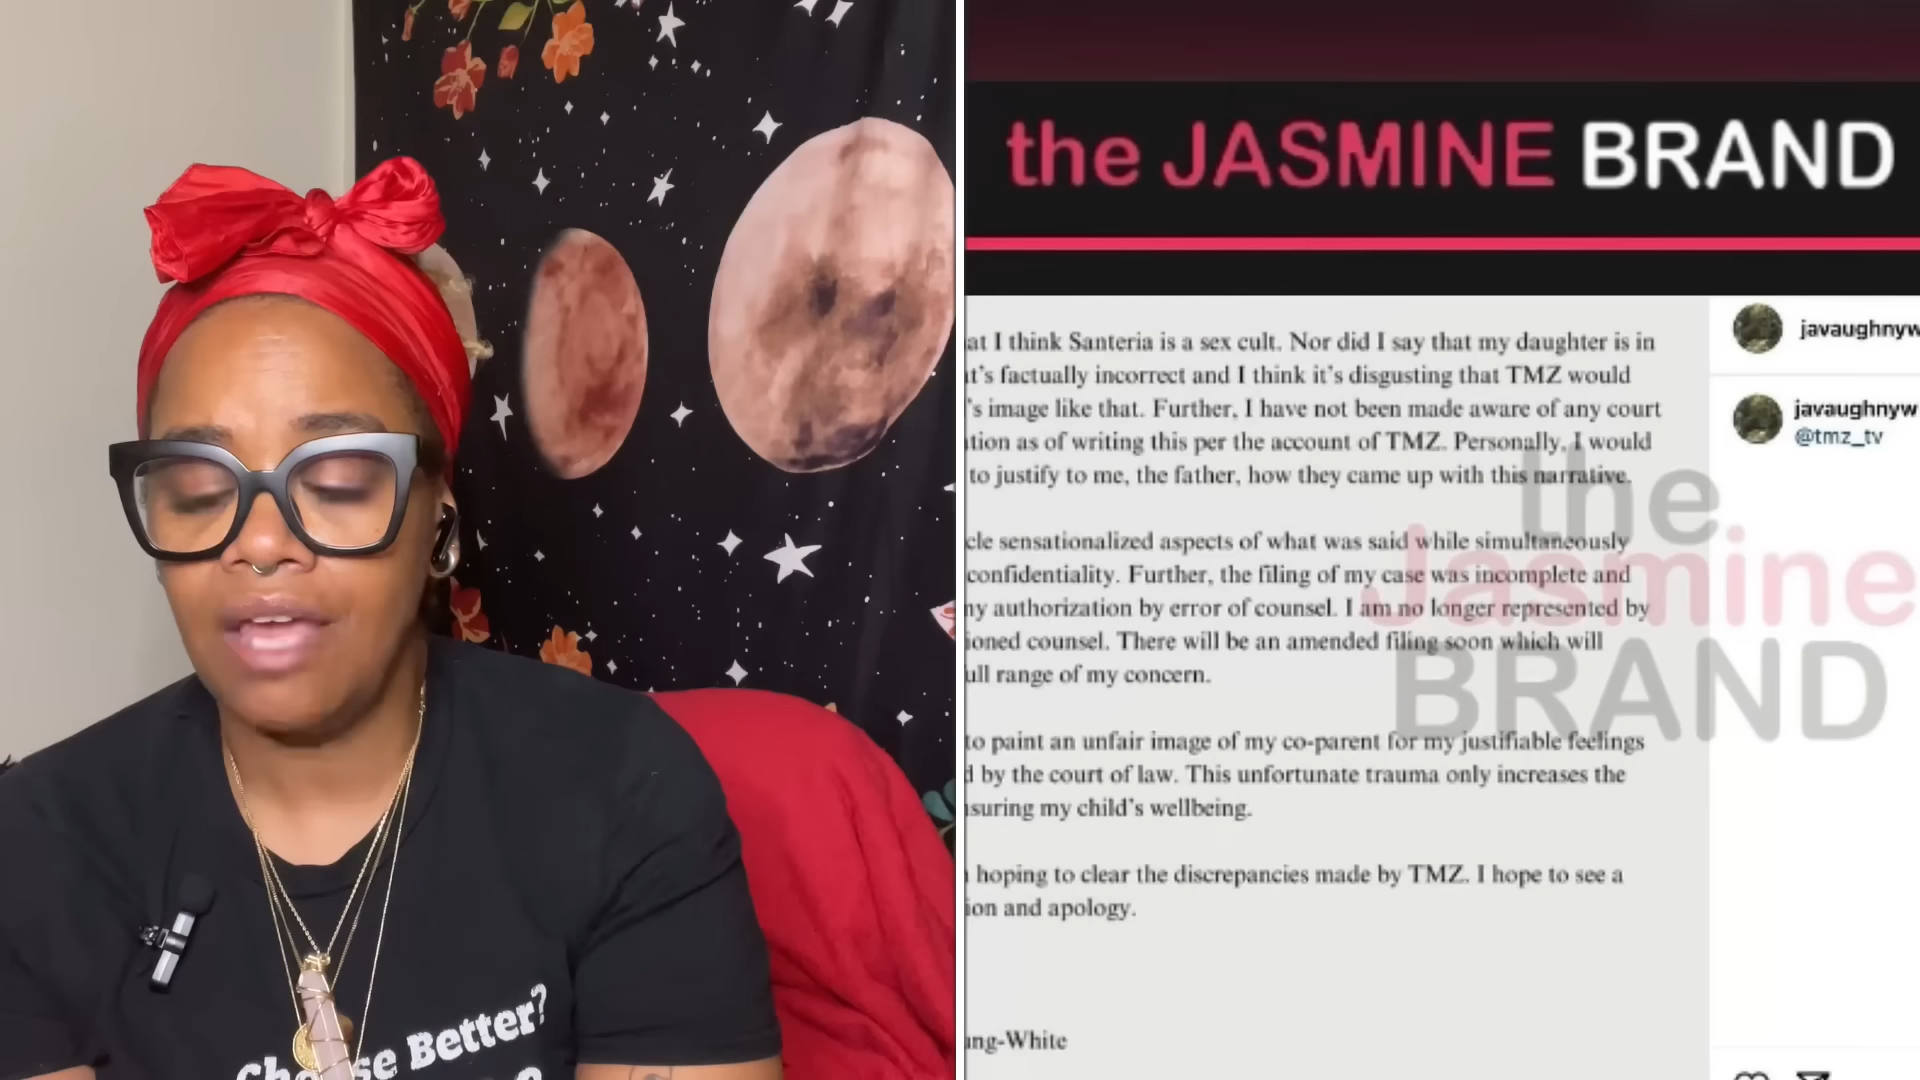 the JASMINE BRAND
at I think Santeria is a sex cult. Nor did I say that my daughter is in
t's factually incorrect and I think it's disgusting that TMZ would
's image like that. Further, I have not been made aware of any court
tion as of writing this per the account of TMZ. Personally, I would
to justify to me, the father, how they came up with this narrative.
cle sensationalized aspects of what was said while simultaneously
confidentiality. Further, the filing of my case was incomplete and
y authorization by error of counsel. I am no longer represented by
ioned counsel. There will be an amended filing soon which will
ull range of my concern.
to paint an unfair image of my co-parent for my justifiable feelings
d by the court of law. This unfortunate trauma only increases the
suring my child's wellbeing.
hoping to clear the discrepancies made by TMZ. I hope to see a
ion and apology.
ng-White
javaughnyw
javaughnyw
@tmz_tv
the
Jasmine
BRAND
Choose Better?